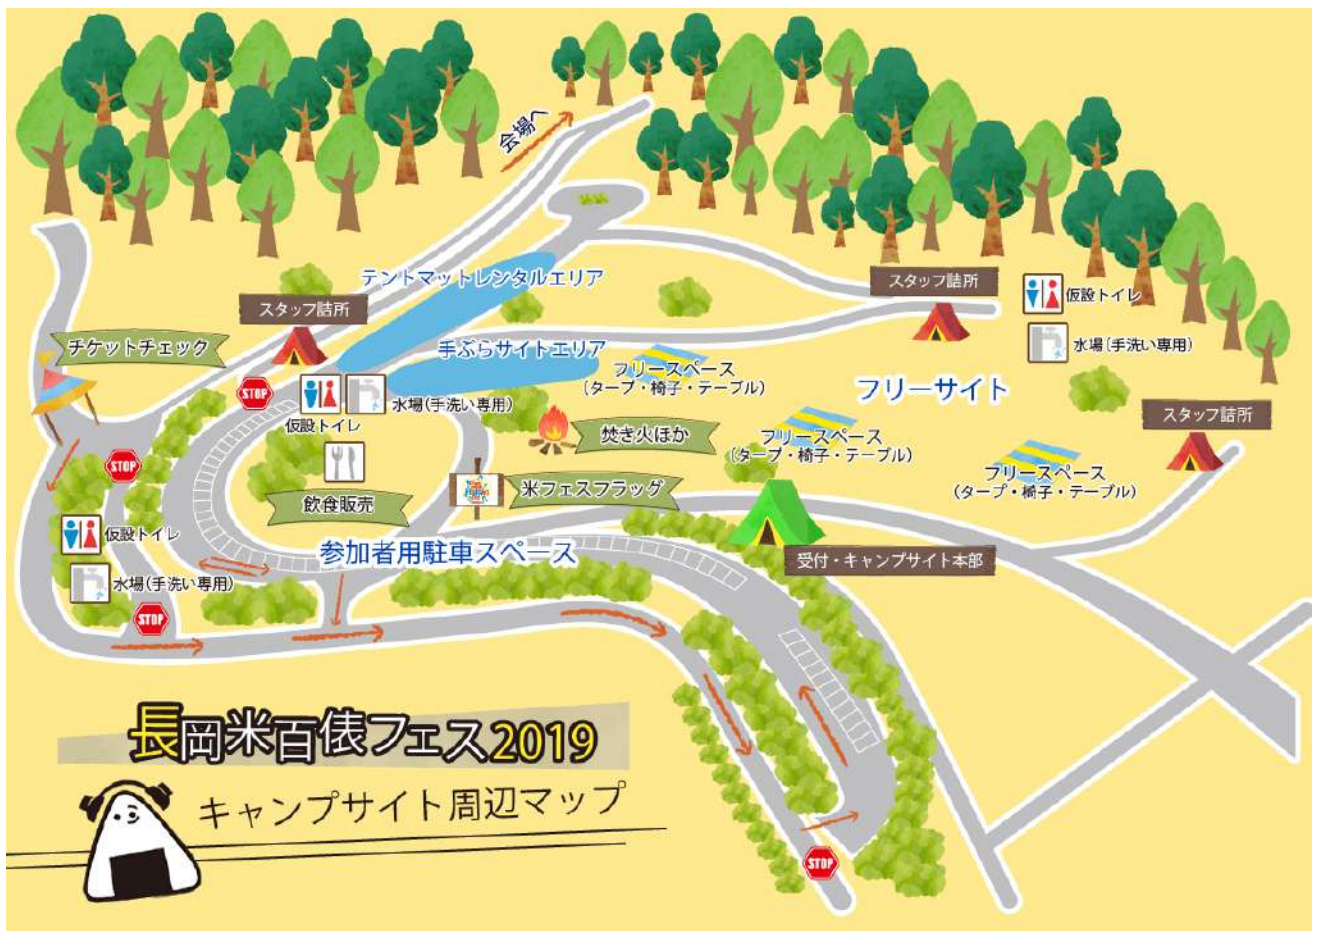 会場へ
テントマットレンタルエリア
スタッフ詰所
スタッフ詰所
仮設トイレ
チケットチェック
手ぶらサイトエリア
水場(手洗い専用)
フリースペース
(タープ・椅子・テーブル)
フリーサイト
STOP
水場(手洗い専用)
仮設トイレ
スタッフ詰所
焚き火ほか
フリースペース
(タープ・椅子・テーブル)
STOP
フリースペース
(タープ・椅子・テーブル)
米フェスフラッグ
飲食販売
仮設トイレ
参加者用駐車スペース
受付・キャンプサイト本部
水場(手洗い専用)
STOP
長岡米百俵フェス2019
キャンプサイト周辺マップ
STOP